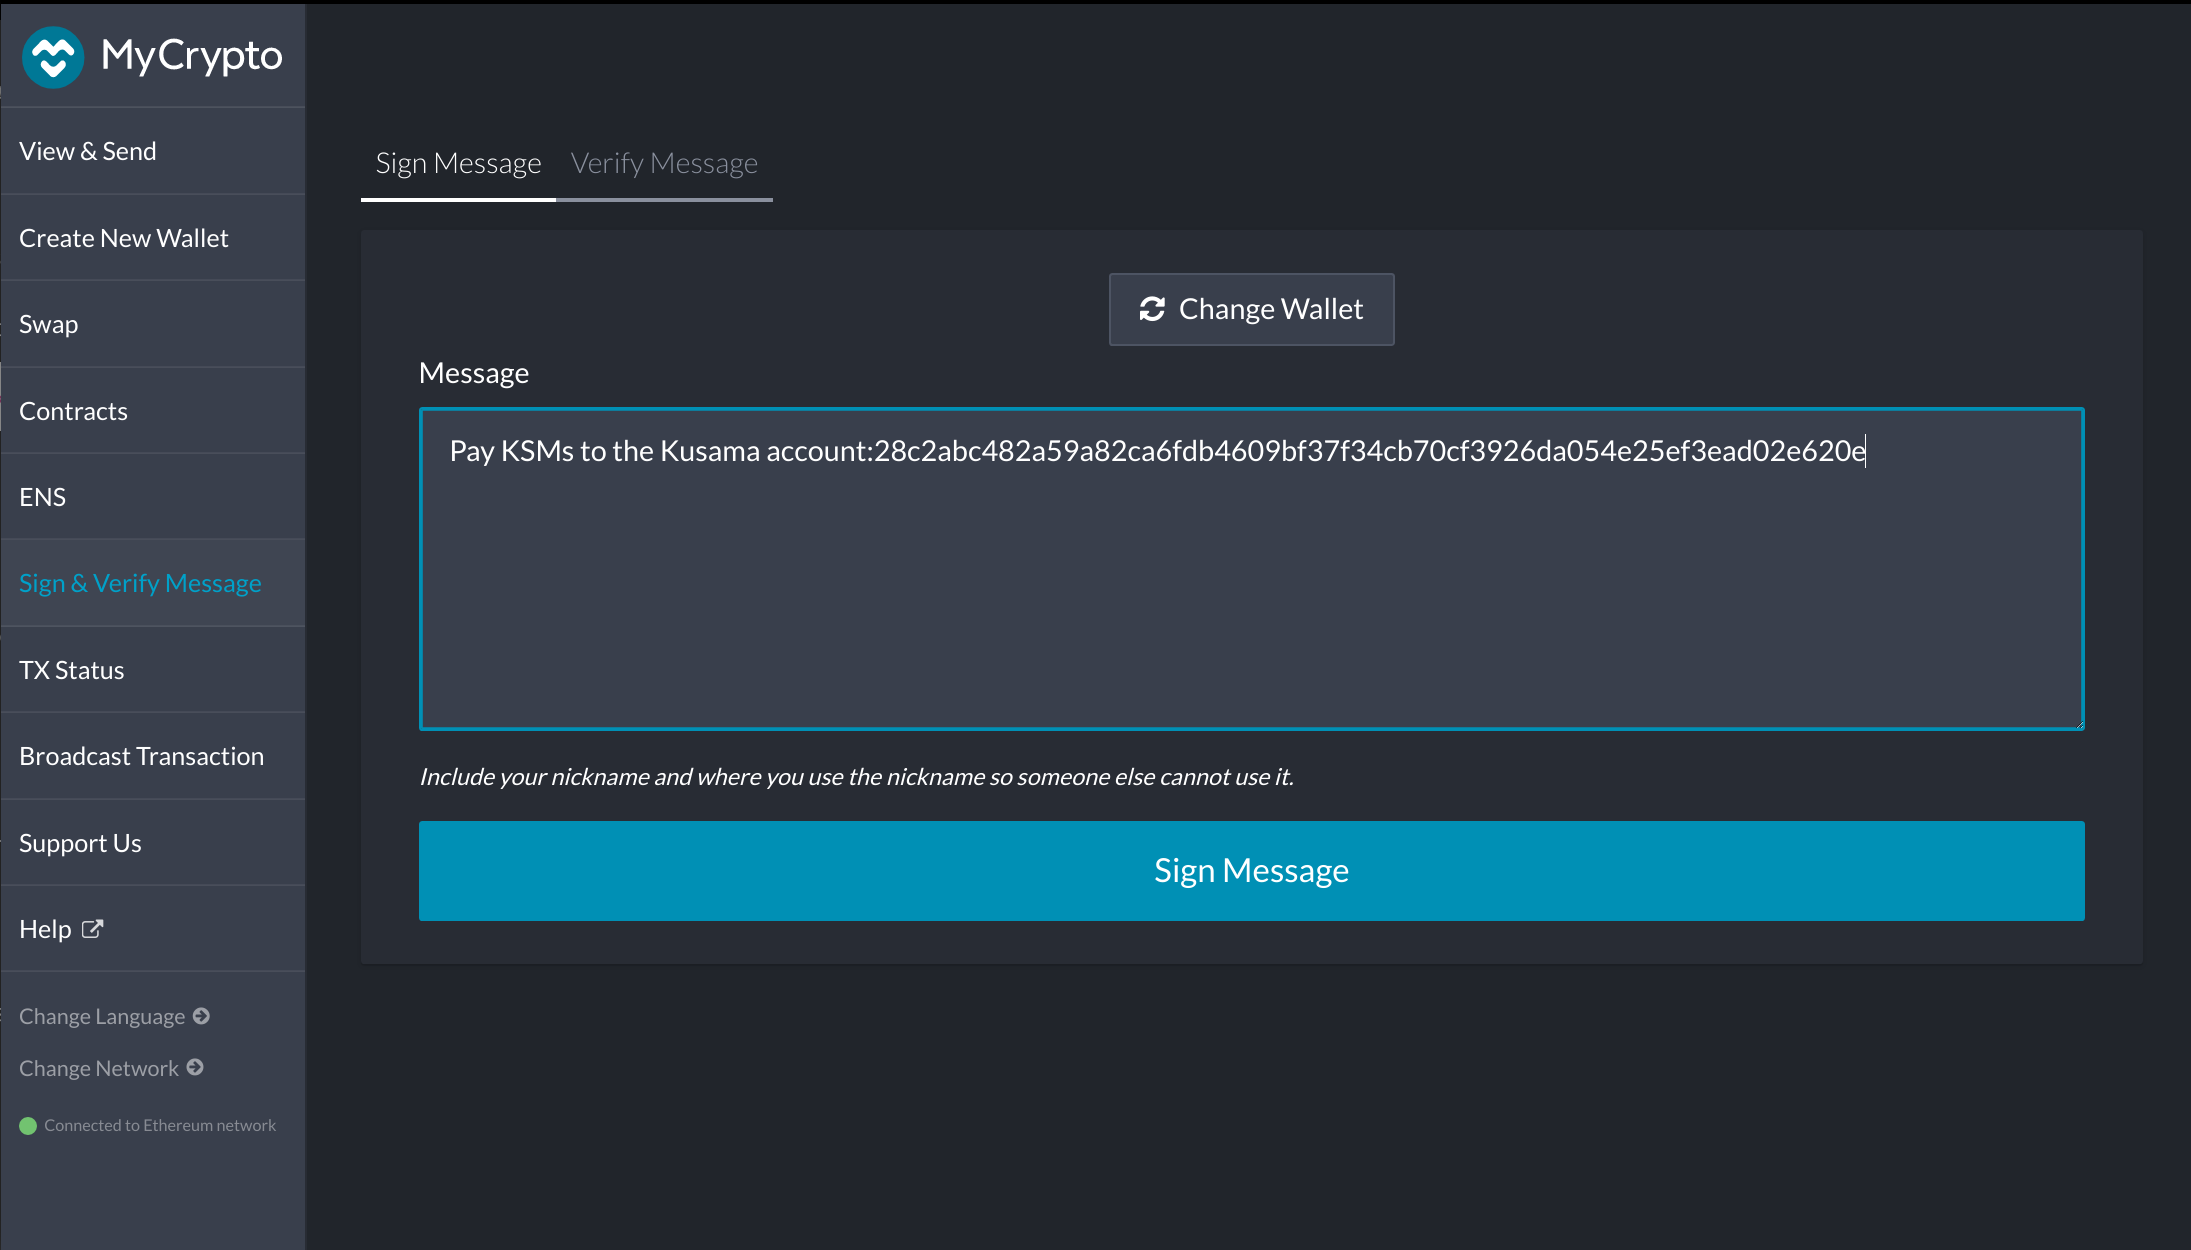 MyCrypto
View & Send
Create New Wallet
Swap
Contracts
ENS
Sign & Verify Message
TX Status
Broadcast Transaction
Support Us
Help
Change Language
Change Network
Connected to Ethereum network
Sign Message Verify Message
Change Wallet
Message
Pay KSMs to the Kusama account:28c2abc482a59a82ca6fdb4609bf37f34cb70cf3926da054e25ef3ead02e620e
Include your nickname and where you use the nickname so someone else cannot use it.
Sign Message